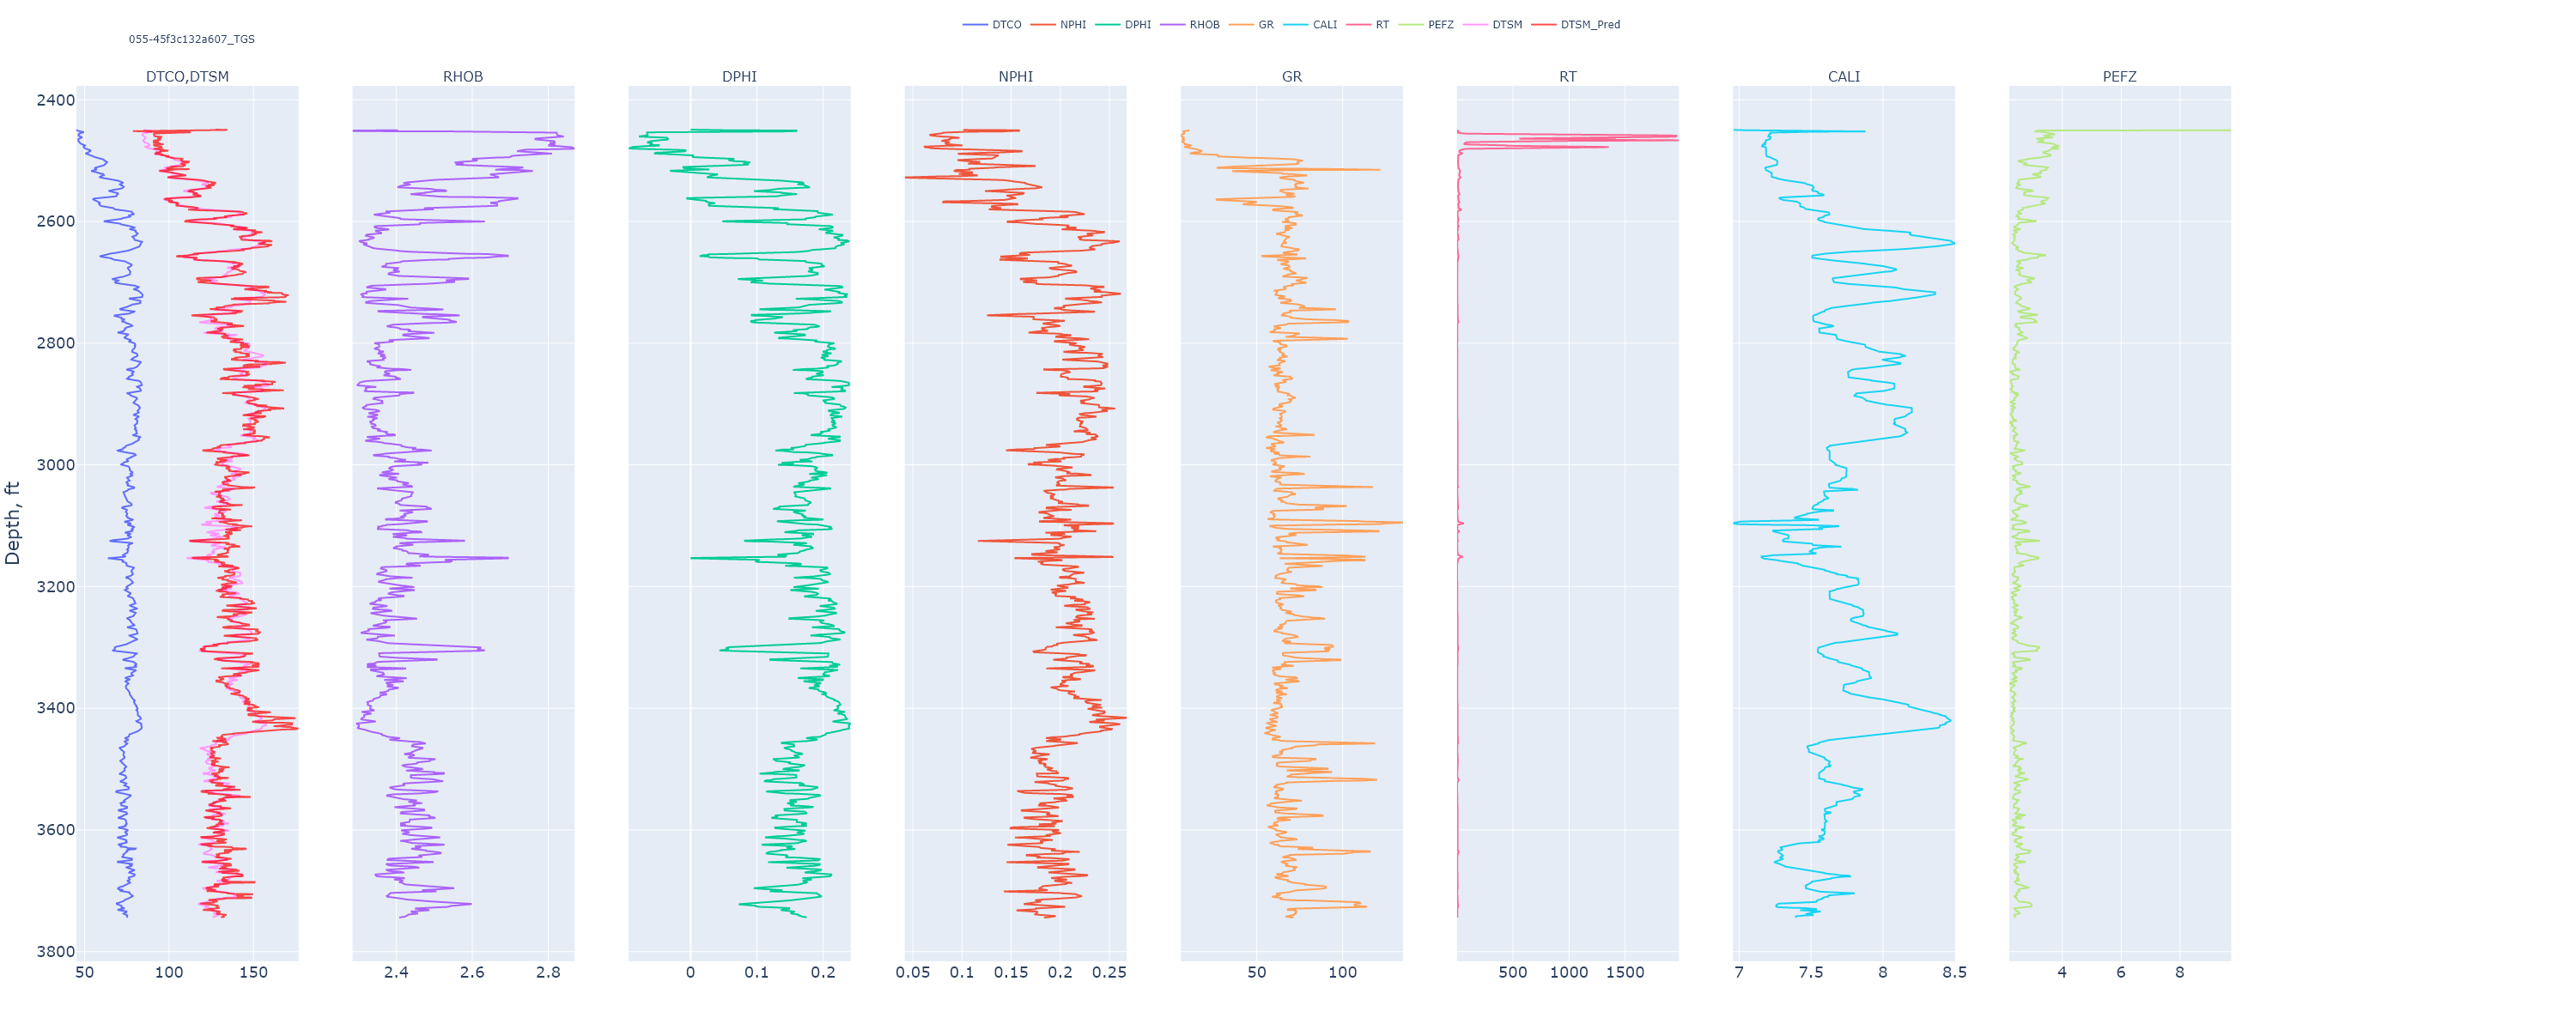 DTCO NPHI DPHI RHOB GR CALI RT PEFZ DTSM DTSM_Pred
055-45f3c132a607_TGS
DTCO,DTSM RHOB DPHI NPHI GR RT CALI PEFZ
Depth, ft
2400
2600
2800
3000
3200
3400
3600
3800
50 100 150 2.4 2.6 2.8 0 0.1 0.2 0.05 0.1 0.15 0.2 0.25 50 100 500 1000 1500 7 7.5 8 8.5 4 6 8